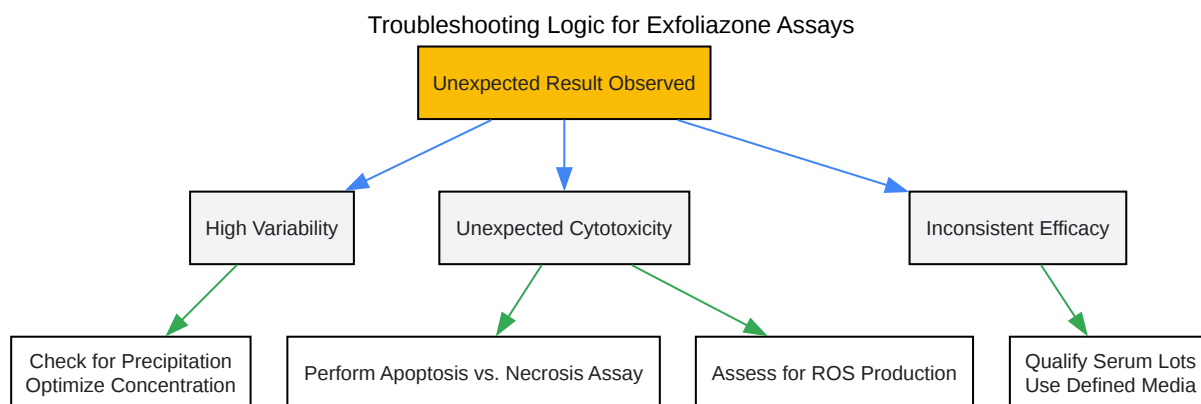 Troubleshooting Logic for Exfoliazone Assays
Unexpected Result Observed
High Variability
Unexpected Cytotoxicity
Inconsistent Efficacy
Check for Precipitation
Optimize Concentration
Perform Apoptosis vs. Necrosis Assay
Assess for ROS Production
Qualify Serum Lots
Use Defined Media